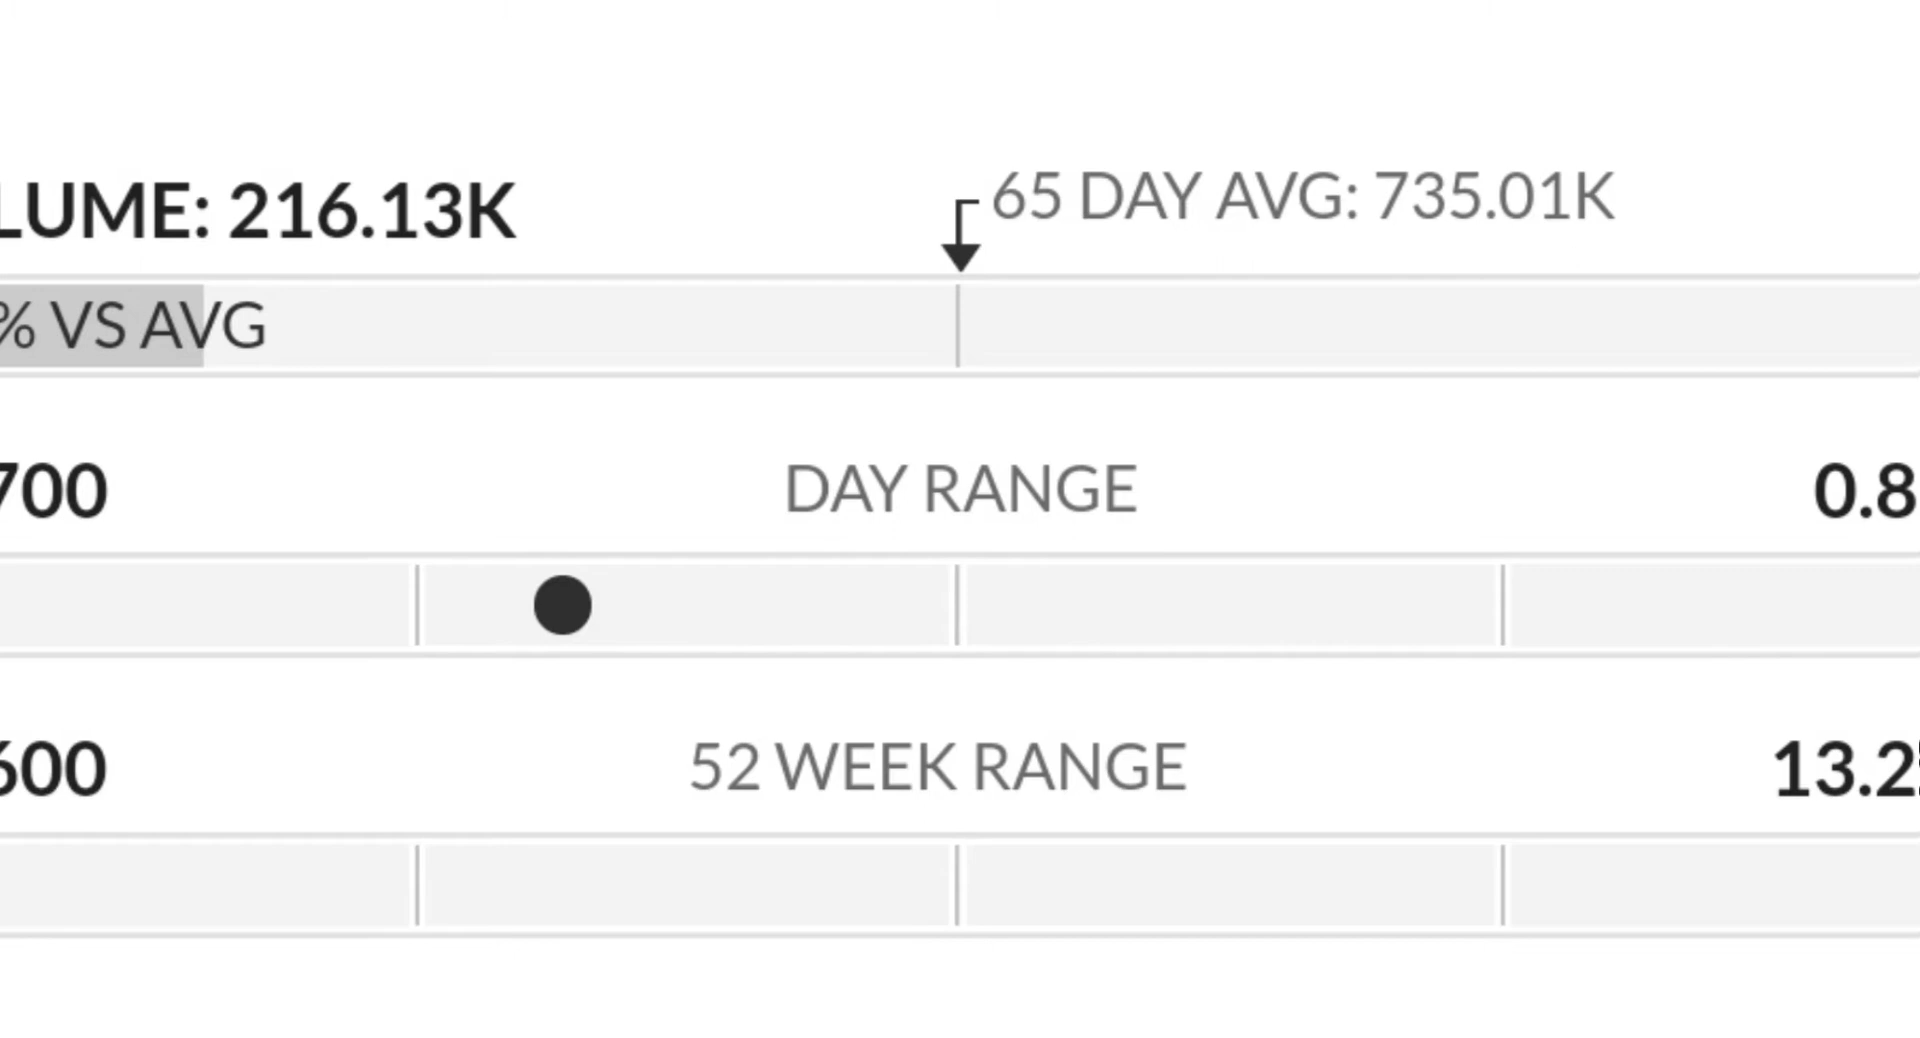 LUME: 216.13K
65 DAY AVG: 735.01K
% VS AVG
700 DAY RANGE 0.8
600 52 WEEK RANGE 13.2